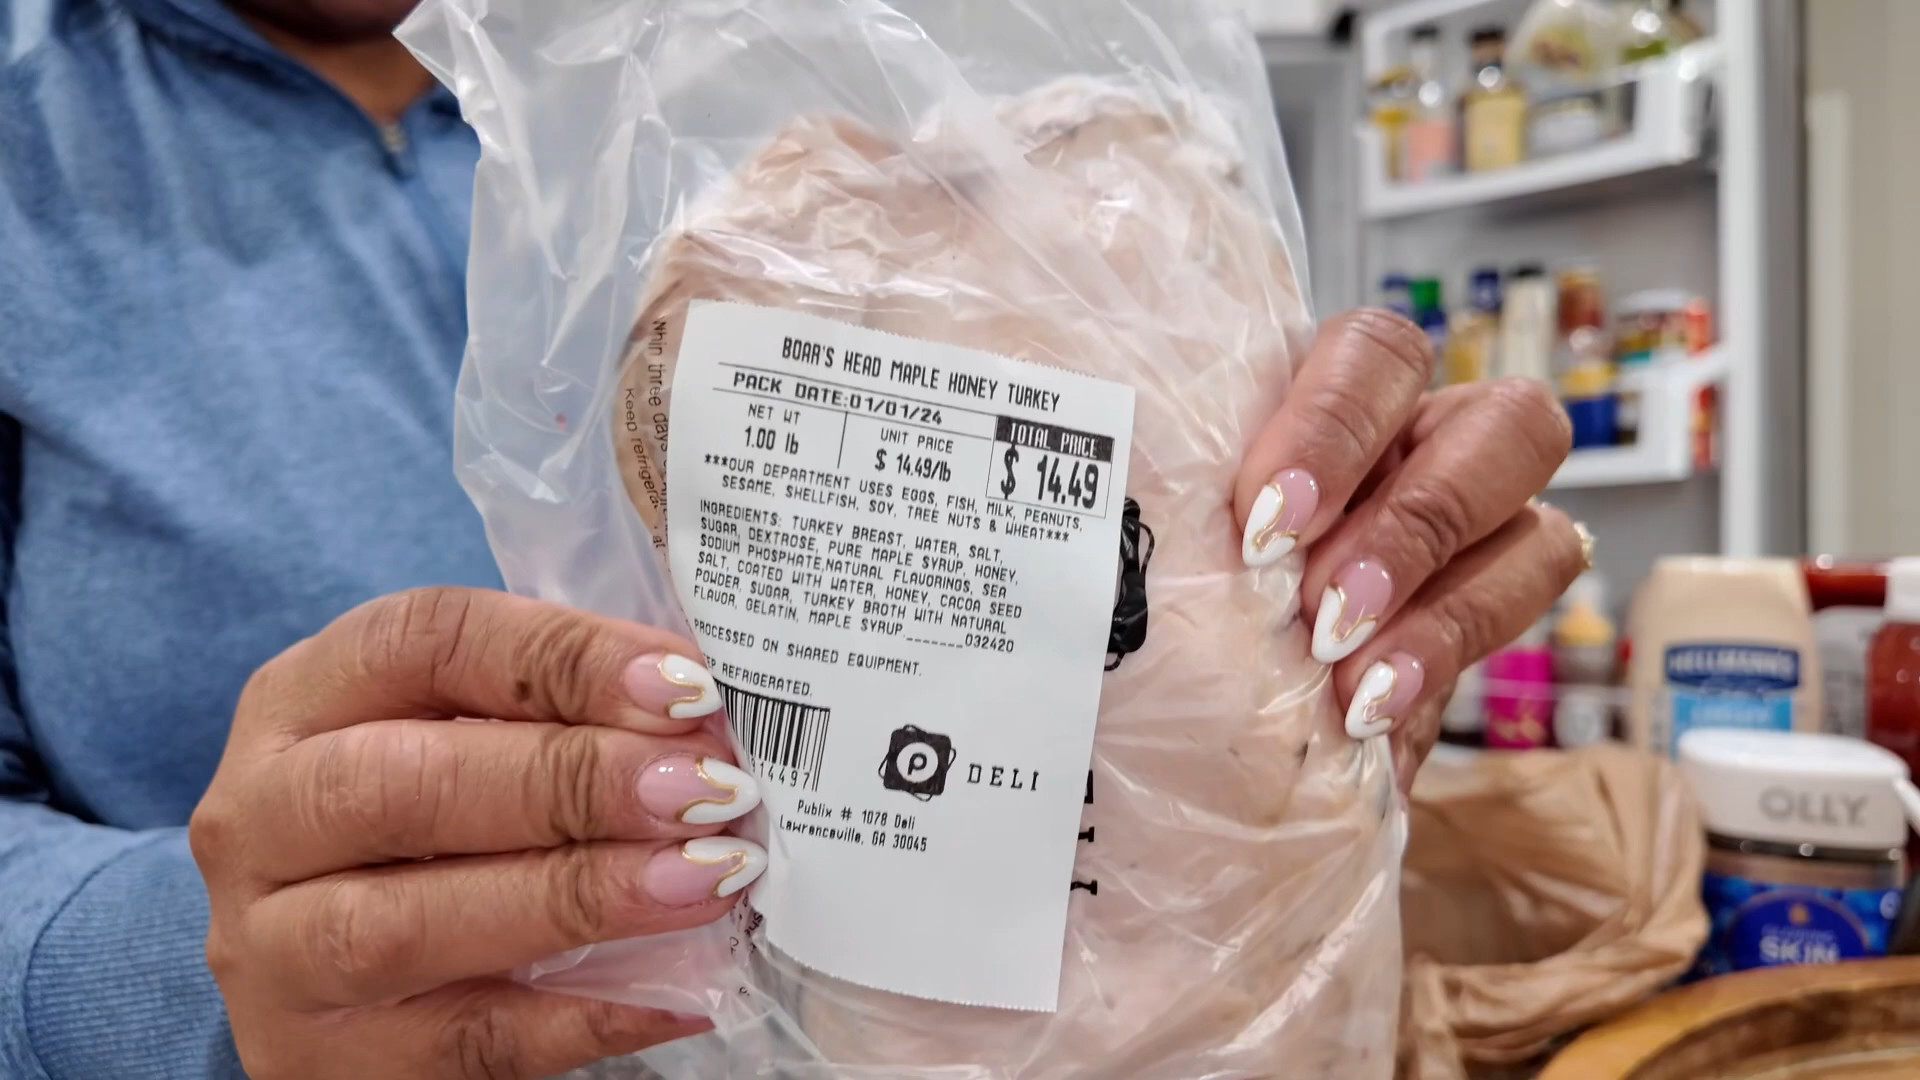 BOAR'S HEAD MAPLE HONEY TURKEY
PACK DATE:01/01/24
NET WT
1.00 lb
UNIT PRICE
$ 14.49/lb
TOTAL PRICE
$ 14.49
***OUR DEPARTMENT USES EGGS, FISH, MILK, PEANUTS,
SESAME, SHELLFISH, SOY, TREE NUTS & WHEAT***
INGREDIENTS: TURKEY BREAST, WATER, SALT,
SUGAR, DEXTROSE, PURE MAPLE SYRUP, HONEY,
SODIUM PHOSPHATE,NATURAL FLAVORINGS, SEA
SALT, COATED WITH WATER, HONEY, CACOA SEED
POWDER, SUGAR, TURKEY BROTH WITH NATURAL
FLAVOR, GELATIN, MAPLE SYRUP._______032420
PROCESSED ON SHARED EQUIPMENT.
REFRIGERATED.
14497
P DELI
Publix # 1078 Deli
Lawrenceville, GA 30045
three days
Keep
HELLMANN'S
OLLY
SKIN